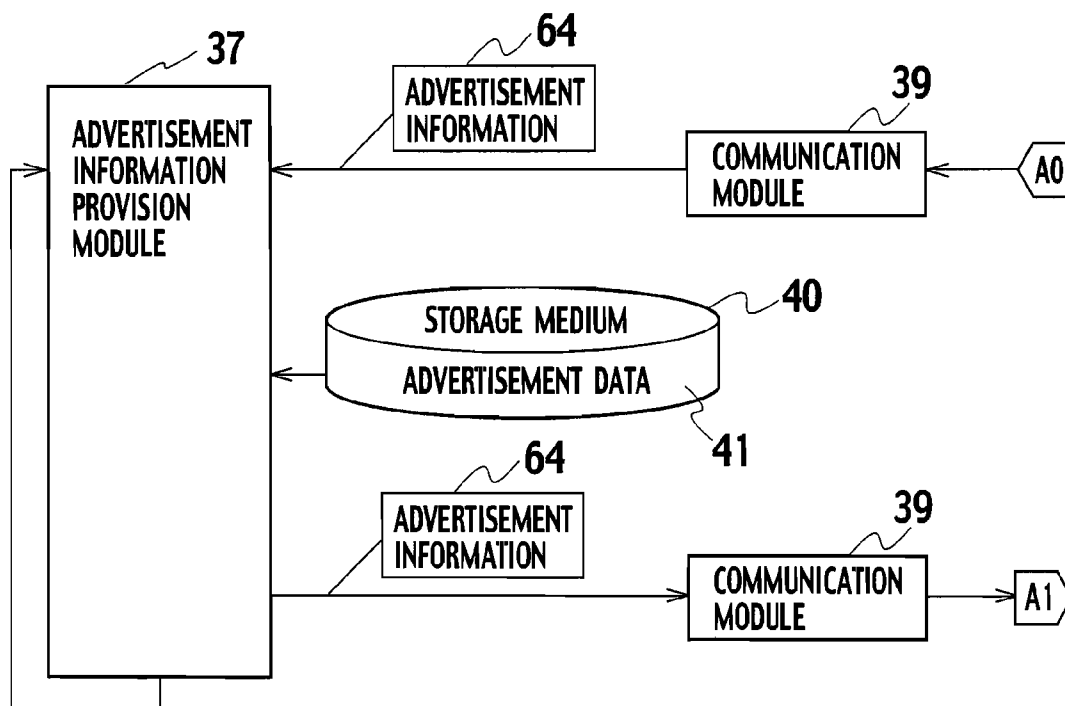 37
ADVERTISEMENT
INFORMATION
PROVISION
MODULE
64
ADVERTISEMENT
INFORMATION
39
COMMUNICATION
MODULE
A0
40
STORAGE MEDIUM
ADVERTISEMENT DATA
41
64
ADVERTISEMENT
INFORMATION
39
COMMUNICATION
MODULE
A1